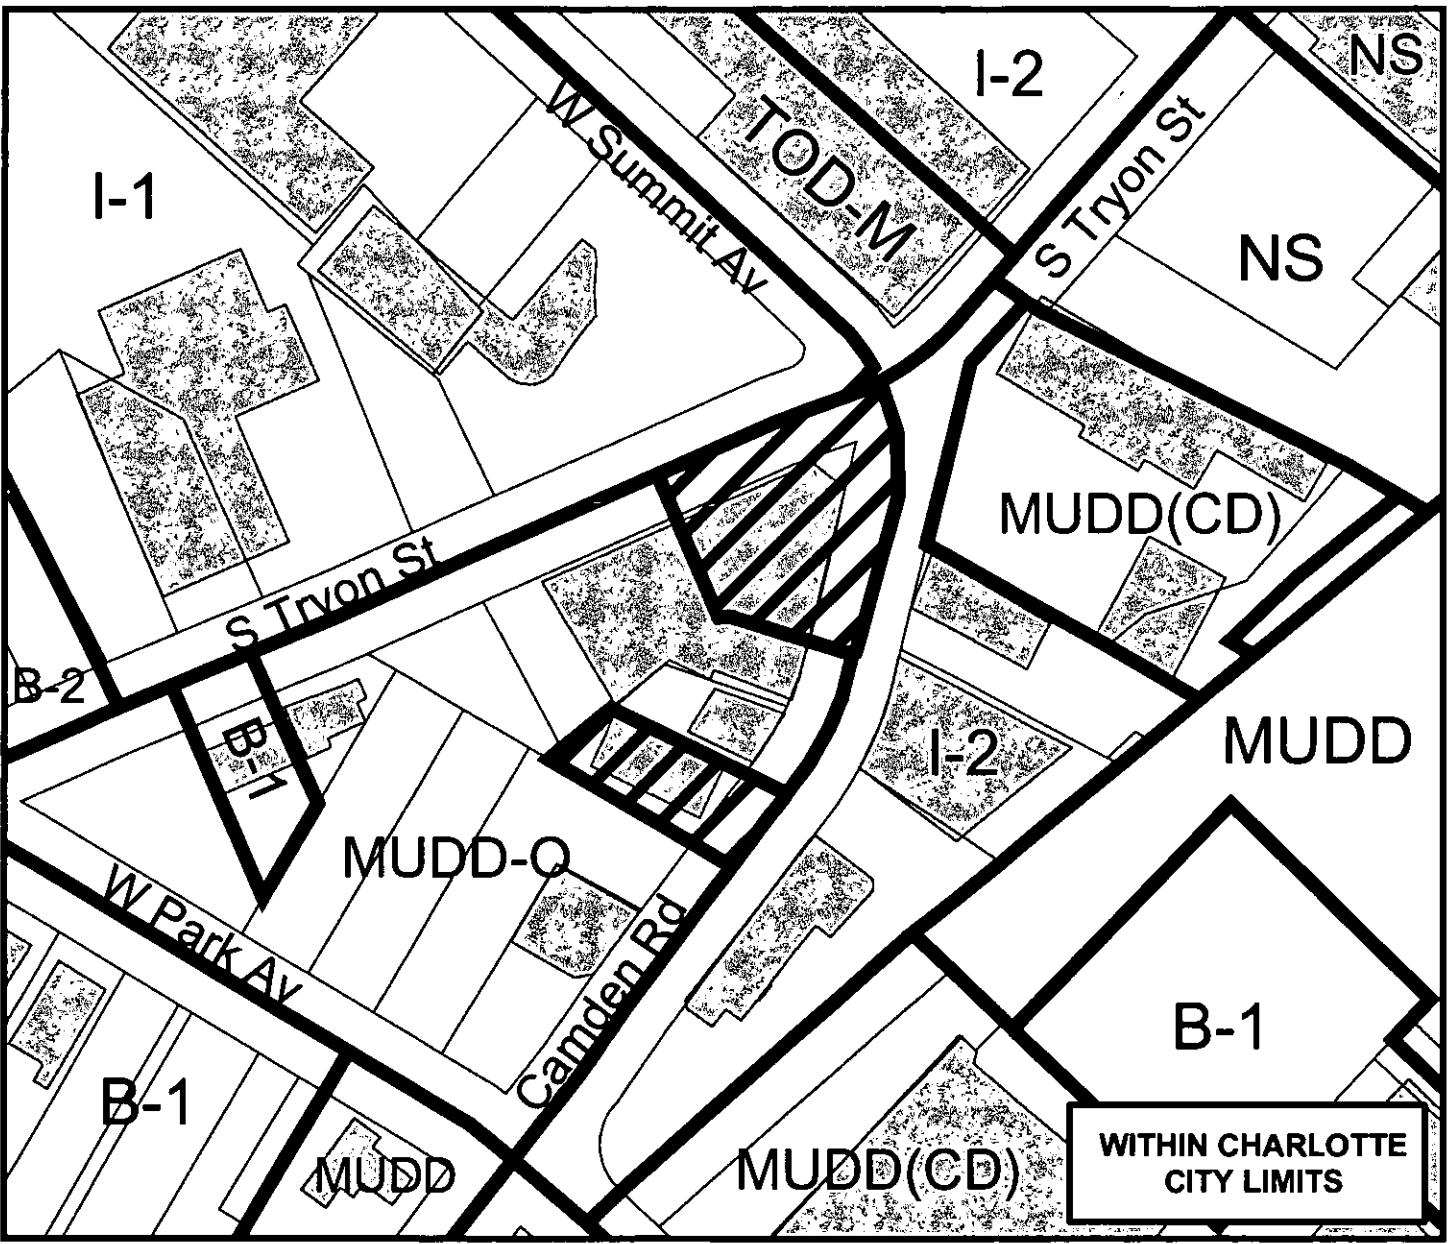 NS
I-2
W Summit Av
TOD-M
S Tryon St
I-1
NS
MUDD(CD)
S Tryon St
B-2
B-1
MUDD
I-2
MUDD-O
W Park Av
Camden Rd
B-1
B-1
MUDD
MUDD(CD)
WITHIN CHARLOTTE
CITY LIMITS